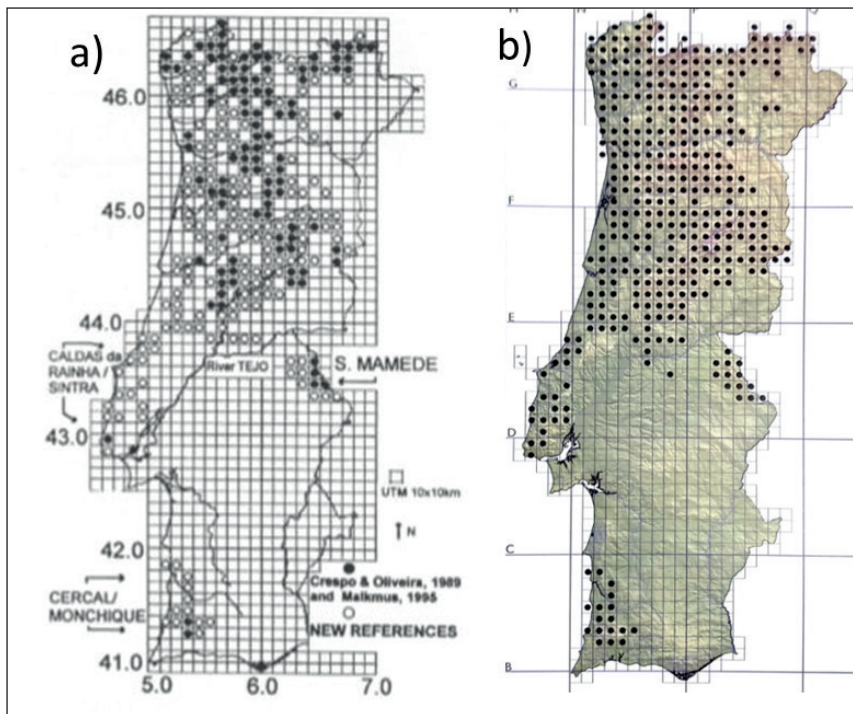 a)
46.0
45.0
44.0
CALDAS da
RAINHA /
SINTRA
River TEJO
S. MAMEDE
43.0
UTM 10x10km
N
42.0
CERCAL/
MONCHIQUE
Crespo & Oliveira, 1989
and Malkmus, 1995
NEW REFERENCES
41.0
5.0
6.0
7.0
b)
G
F
E
D
C
B